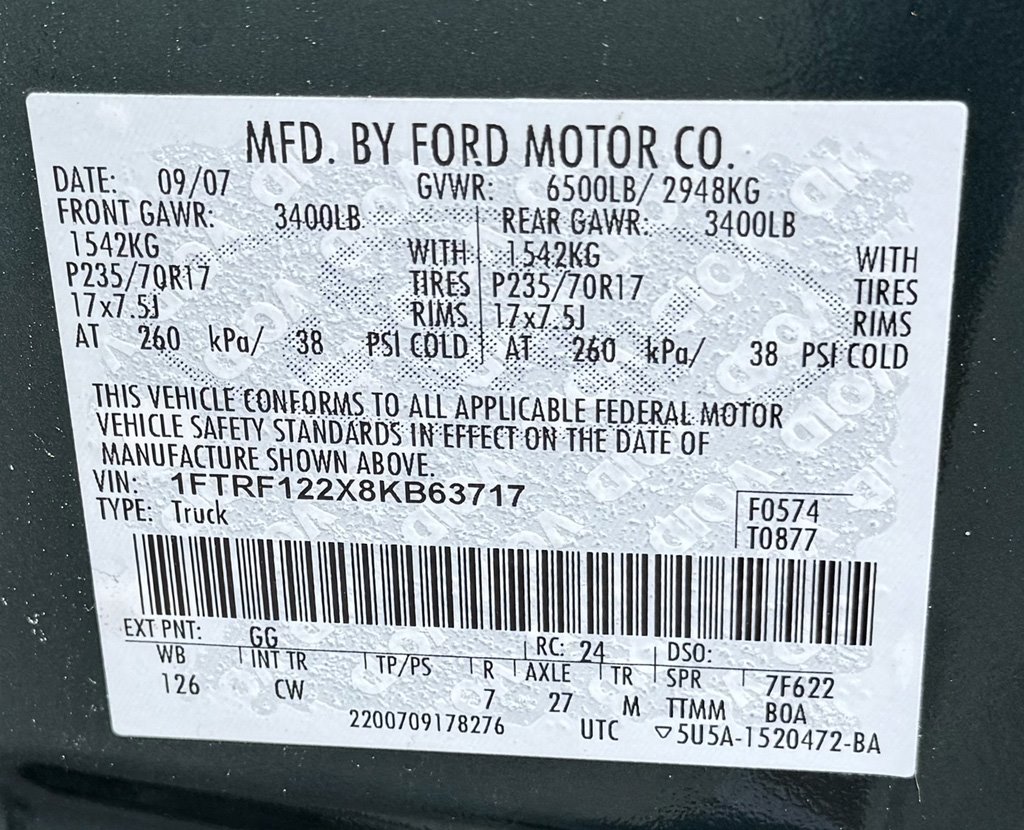 MFD. BY FORD MOTOR CO.
DATE: 09/07 GVWR: 6500LB/ 2948KG
FRONT GAWR: 3400LB REAR GAWR: 3400LB
1542KG WITH 1542KG WITH
P235/70R17 TIRES P235/70R17 TIRES
17x7.5J RIMS 17x7.5J RIMS
AT 260 kPa/ 38 PSI COLD AT 260 kPa/ 38 PSI COLD
THIS VEHICLE CONFORMS TO ALL APPLICABLE FEDERAL MOTOR
VEHICLE SAFETY STANDARDS IN EFFECT ON THE DATE OF
MANUFACTURE SHOWN ABOVE.
VIN: 1FTRF122X8KB63717
TYPE: Truck
F0574
T0877
EXT PNT: GG RC: 24 DSO:
WB INT TR TP/PS R AXLE TR SPR 7F622
126 CW 7 27 M TTMM BOA
2200709178276 UTC ▽5U5A-1520472-BA